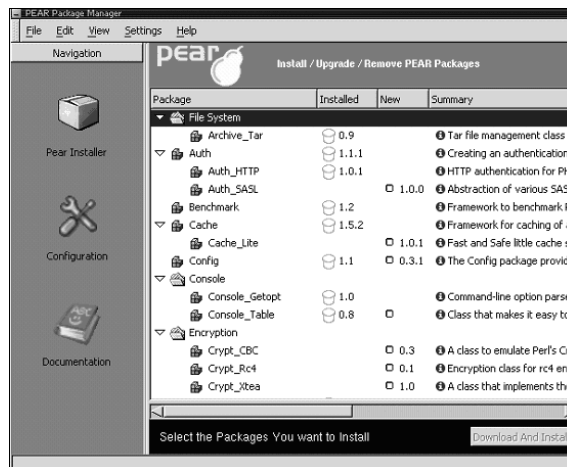 PEAR Package Manager
File Edit View Settings Help
Navigation
pear
Install / Upgrade / Remove PEAR Packages
Package Installed New Summary
File System
Archive_Tar 0.9 Tar file management class
Auth 1.1.1 Creating an authentication
Auth_HTTP 1.0.1 HTTP authentication for
Auth_SASL 1.0.0 Abstraction of various SAS
Benchmark 1.2 Framework to benchmark
Cache 1.5.2 Framework for caching of
Cache_Lite 1.0.1 Fast and Safe little cache
Config 1.1 0.3.1 The Config package provid
Console
Console_Getopt 1.0 Command-line option parse
Console_Table 0.8 Class that makes it easy to
Encryption
Crypt_CBC 0.3 A class to emulate Perl's
Crypt_Rc4 0.1 Encryption class for rc4 en
Crypt_Xtea 1.0 A class that implements the
Pear Installer
Configuration
ABC
Documentation
Select the Packages You want to Install
Download And Instal